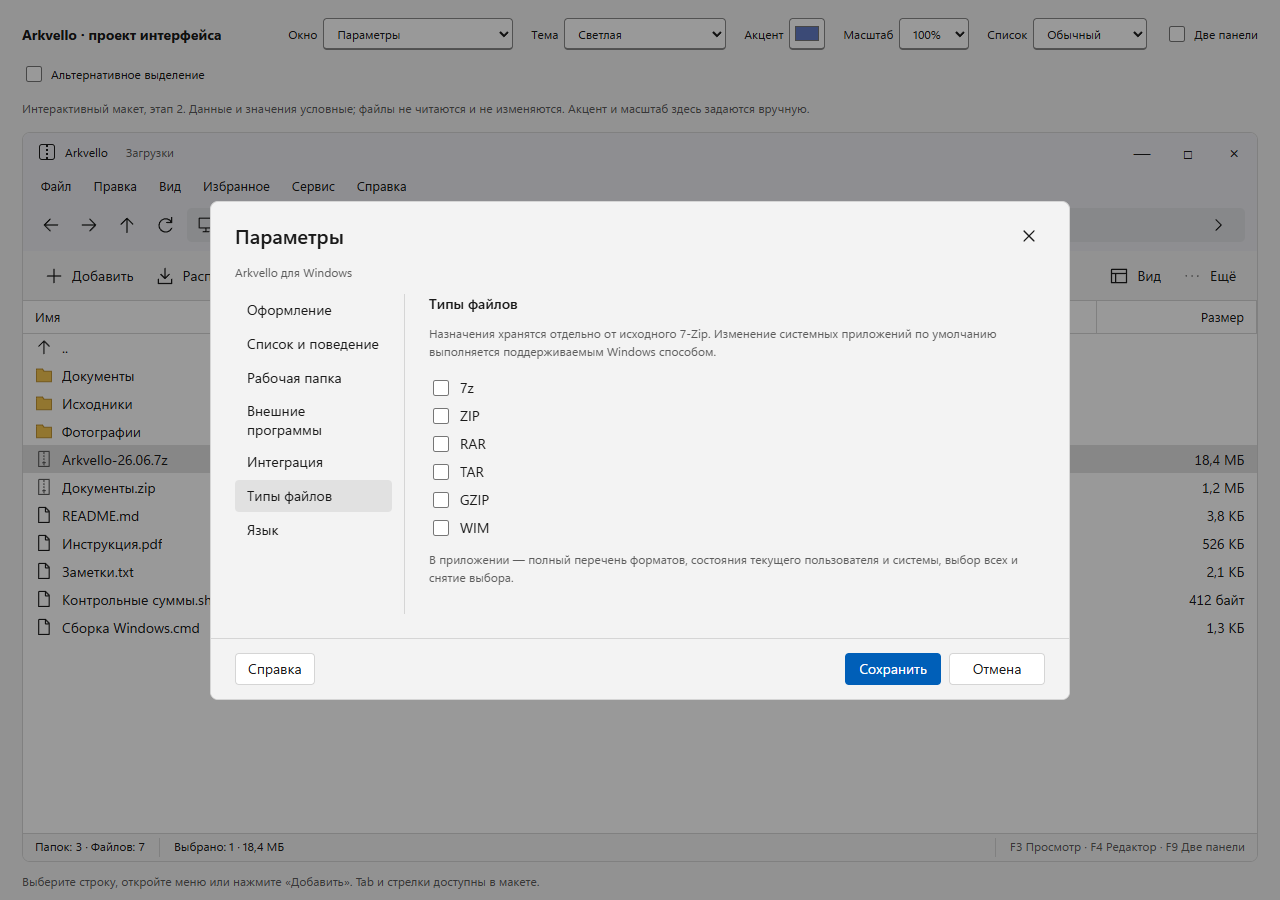 Arkvello · проект интерфейса
Окно Параметры Тема Светлая Акцент Масштаб 100% Список Обычный Две панели
Альтернативное выделение
Интерактивный макет, этап 2. Данные и значения условные; файлы не читаются и не изменяются. Акцент и масштаб здесь задаются вручную.
Arkvello Загрузки
Файл Правка Вид Избранное Сервис Справка
Добавить Расп Вид Ещё
Имя Размер
..
Документы
Исходники
Фотографии
Arkvello-26.06.7z 18,4 МБ
Документы.zip 1,2 МБ
README.md 3,8 КБ
Инструкция.pdf 526 КБ
Заметки.txt 2,1 КБ
Контрольные суммы.sh 412 байт
Сборка Windows.cmd 1,3 КБ
Параметры
Arkvello для Windows
Оформление
Список и поведение
Рабочая папка
Внешние
программы
Интеграция
Типы файлов
Язык
Типы файлов
Назначения хранятся отдельно от исходного 7-Zip. Изменение системных приложений по умолчанию
выполняется поддерживаемым Windows способом.
7z
ZIP
RAR
TAR
GZIP
WIM
В приложении — полный перечень форматов, состояния текущего пользователя и системы, выбор всех и
снятие выбора.
Справка Сохранить Отмена
Папок: 3 · Файлов: 7 Выбрано: 1 · 18,4 МБ F3 Просмотр · F4 Редактор · F9 Две панели
Выберите строку, откройте меню или нажмите «Добавить». Tab и стрелки доступны в макете.